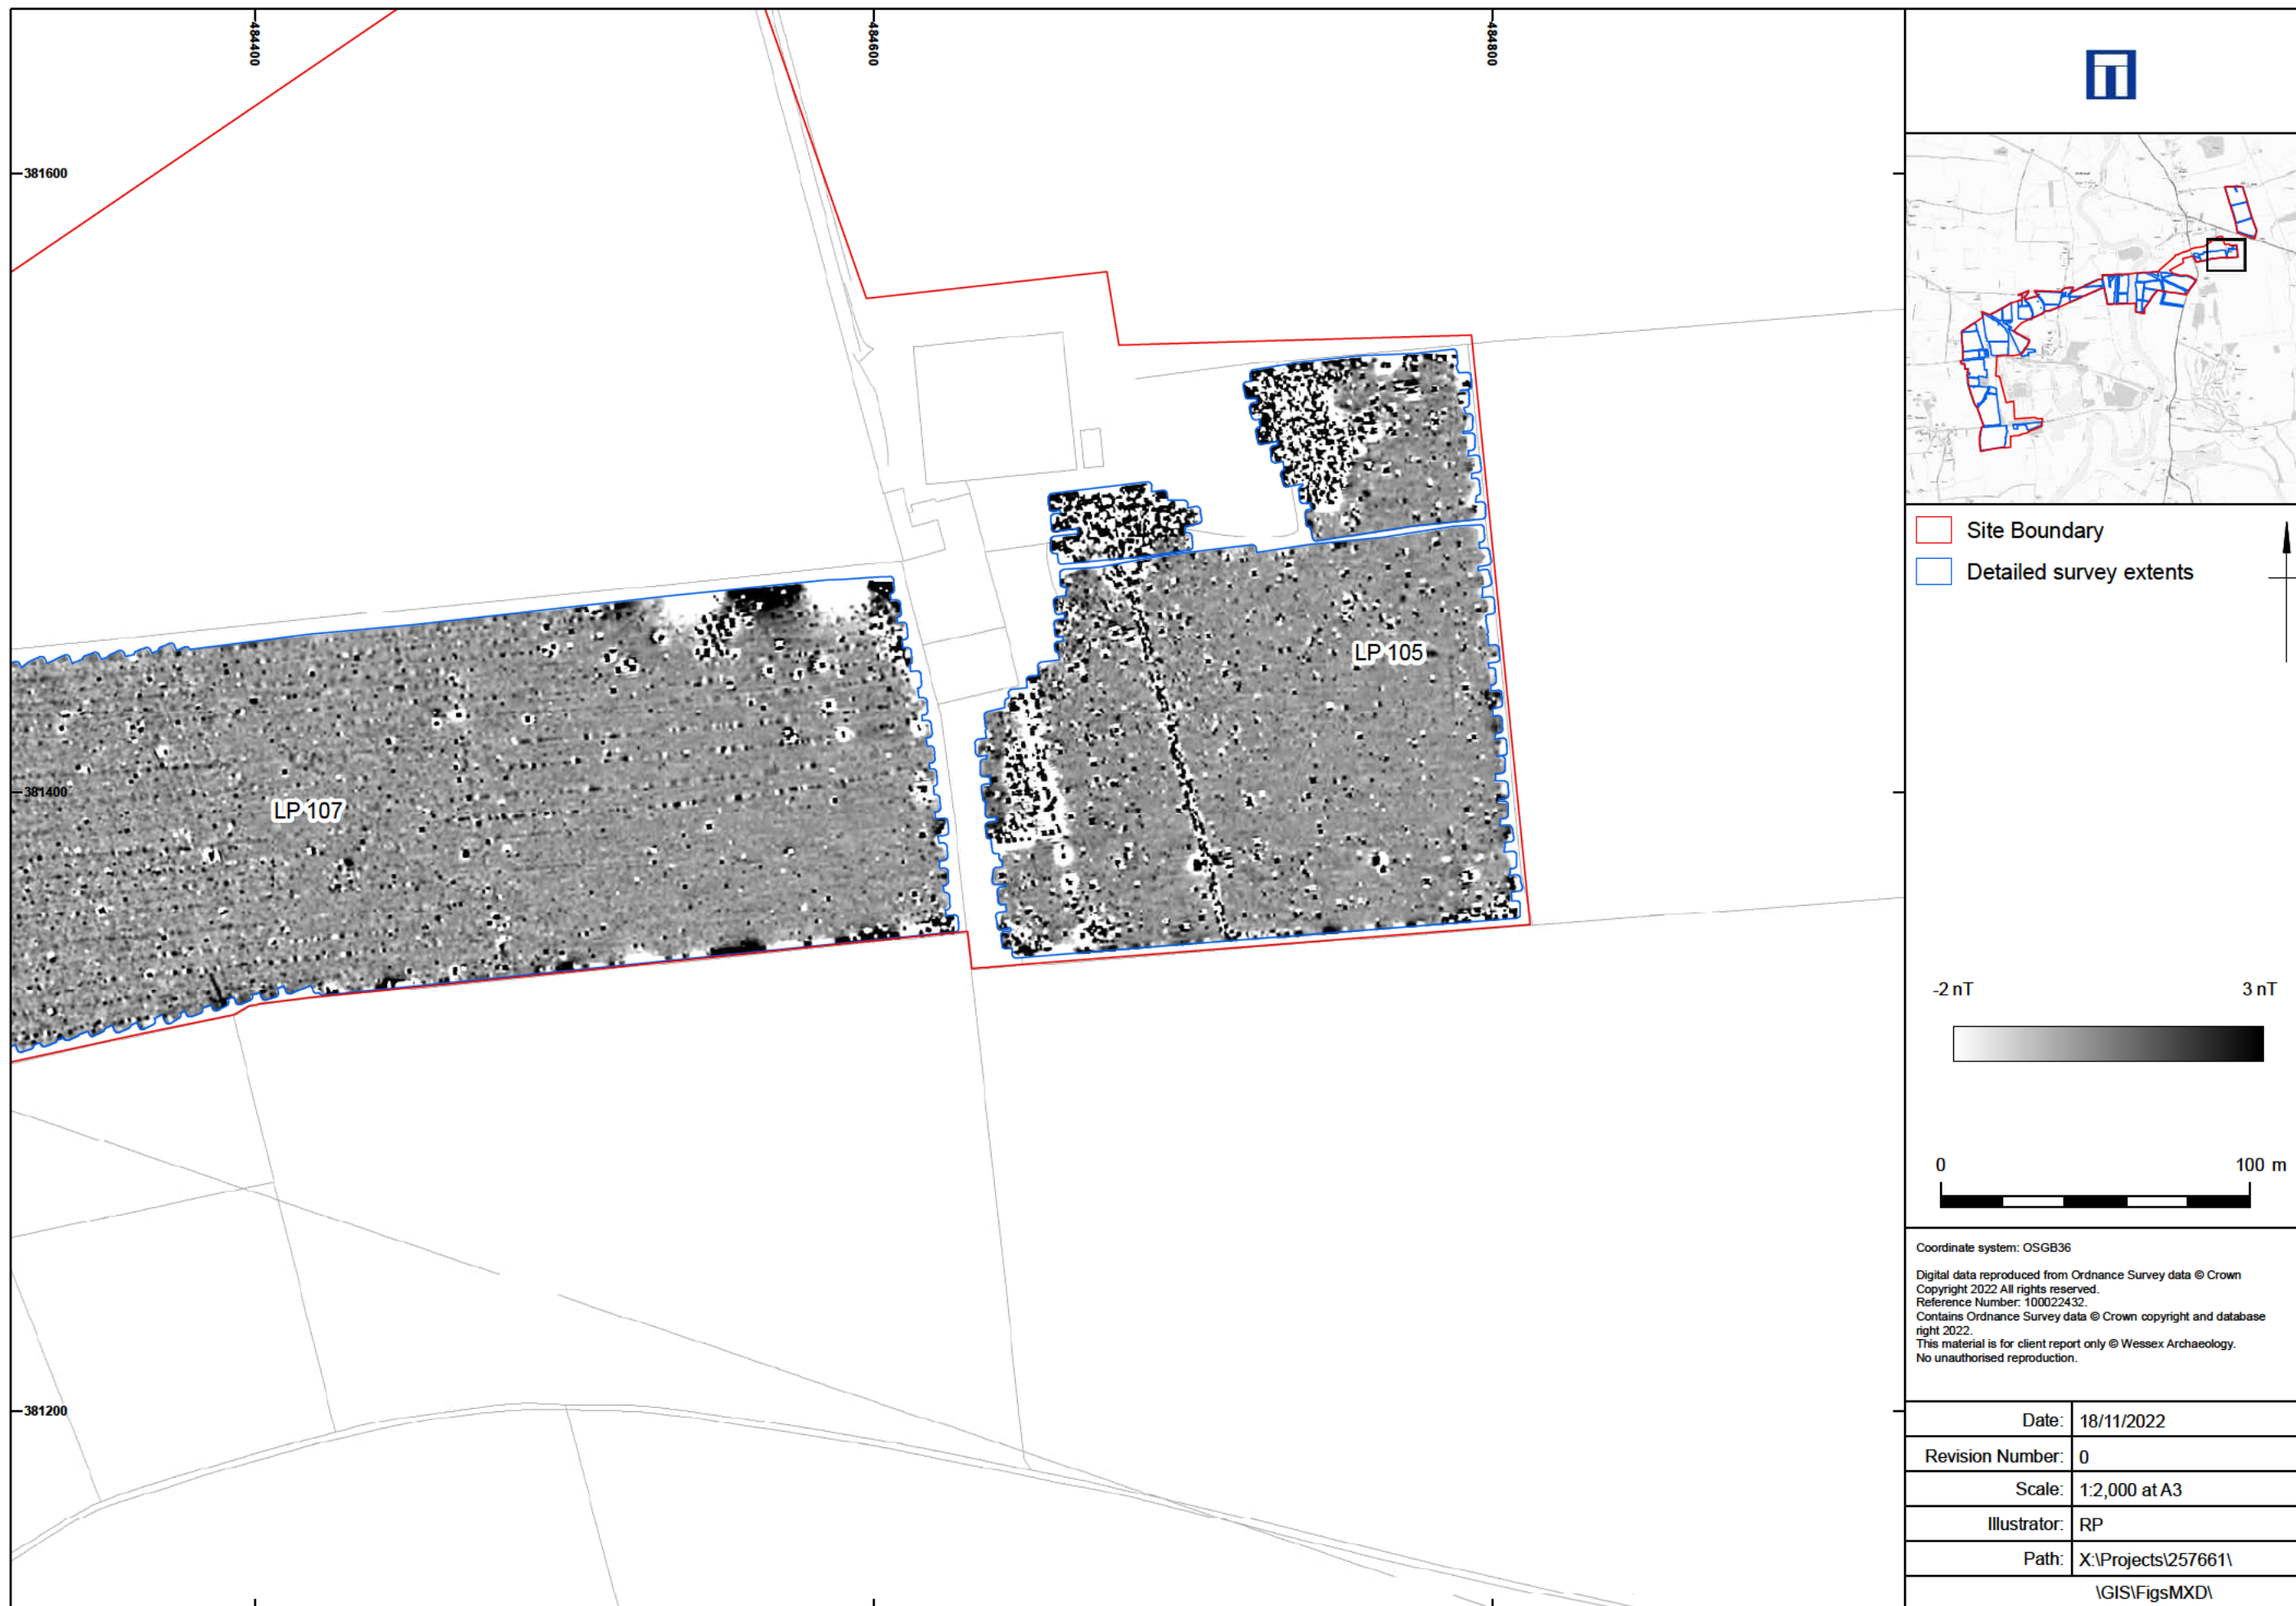 484400
484600
484800
381600
381400
381200
LP 105
LP 107
Site Boundary
Detailed survey extents
-2 nT 3 nT
0 100 m
Coordinate system: OSGB36
Digital data reproduced from Ordnance Survey data © Crown
Copyright 2022 All rights reserved.
Reference Number: 100022432.
Contains Ordnance Survey data © Crown copyright and database
right 2022.
This material is for client report only © Wessex Archaeology.
No unauthorised reproduction.
Date: 18/11/2022
Revision Number: 0
Scale: 1:2,000 at A3
Illustrator: RP
Path: X:\Projects\257661\
\GIS\FigsMXD\